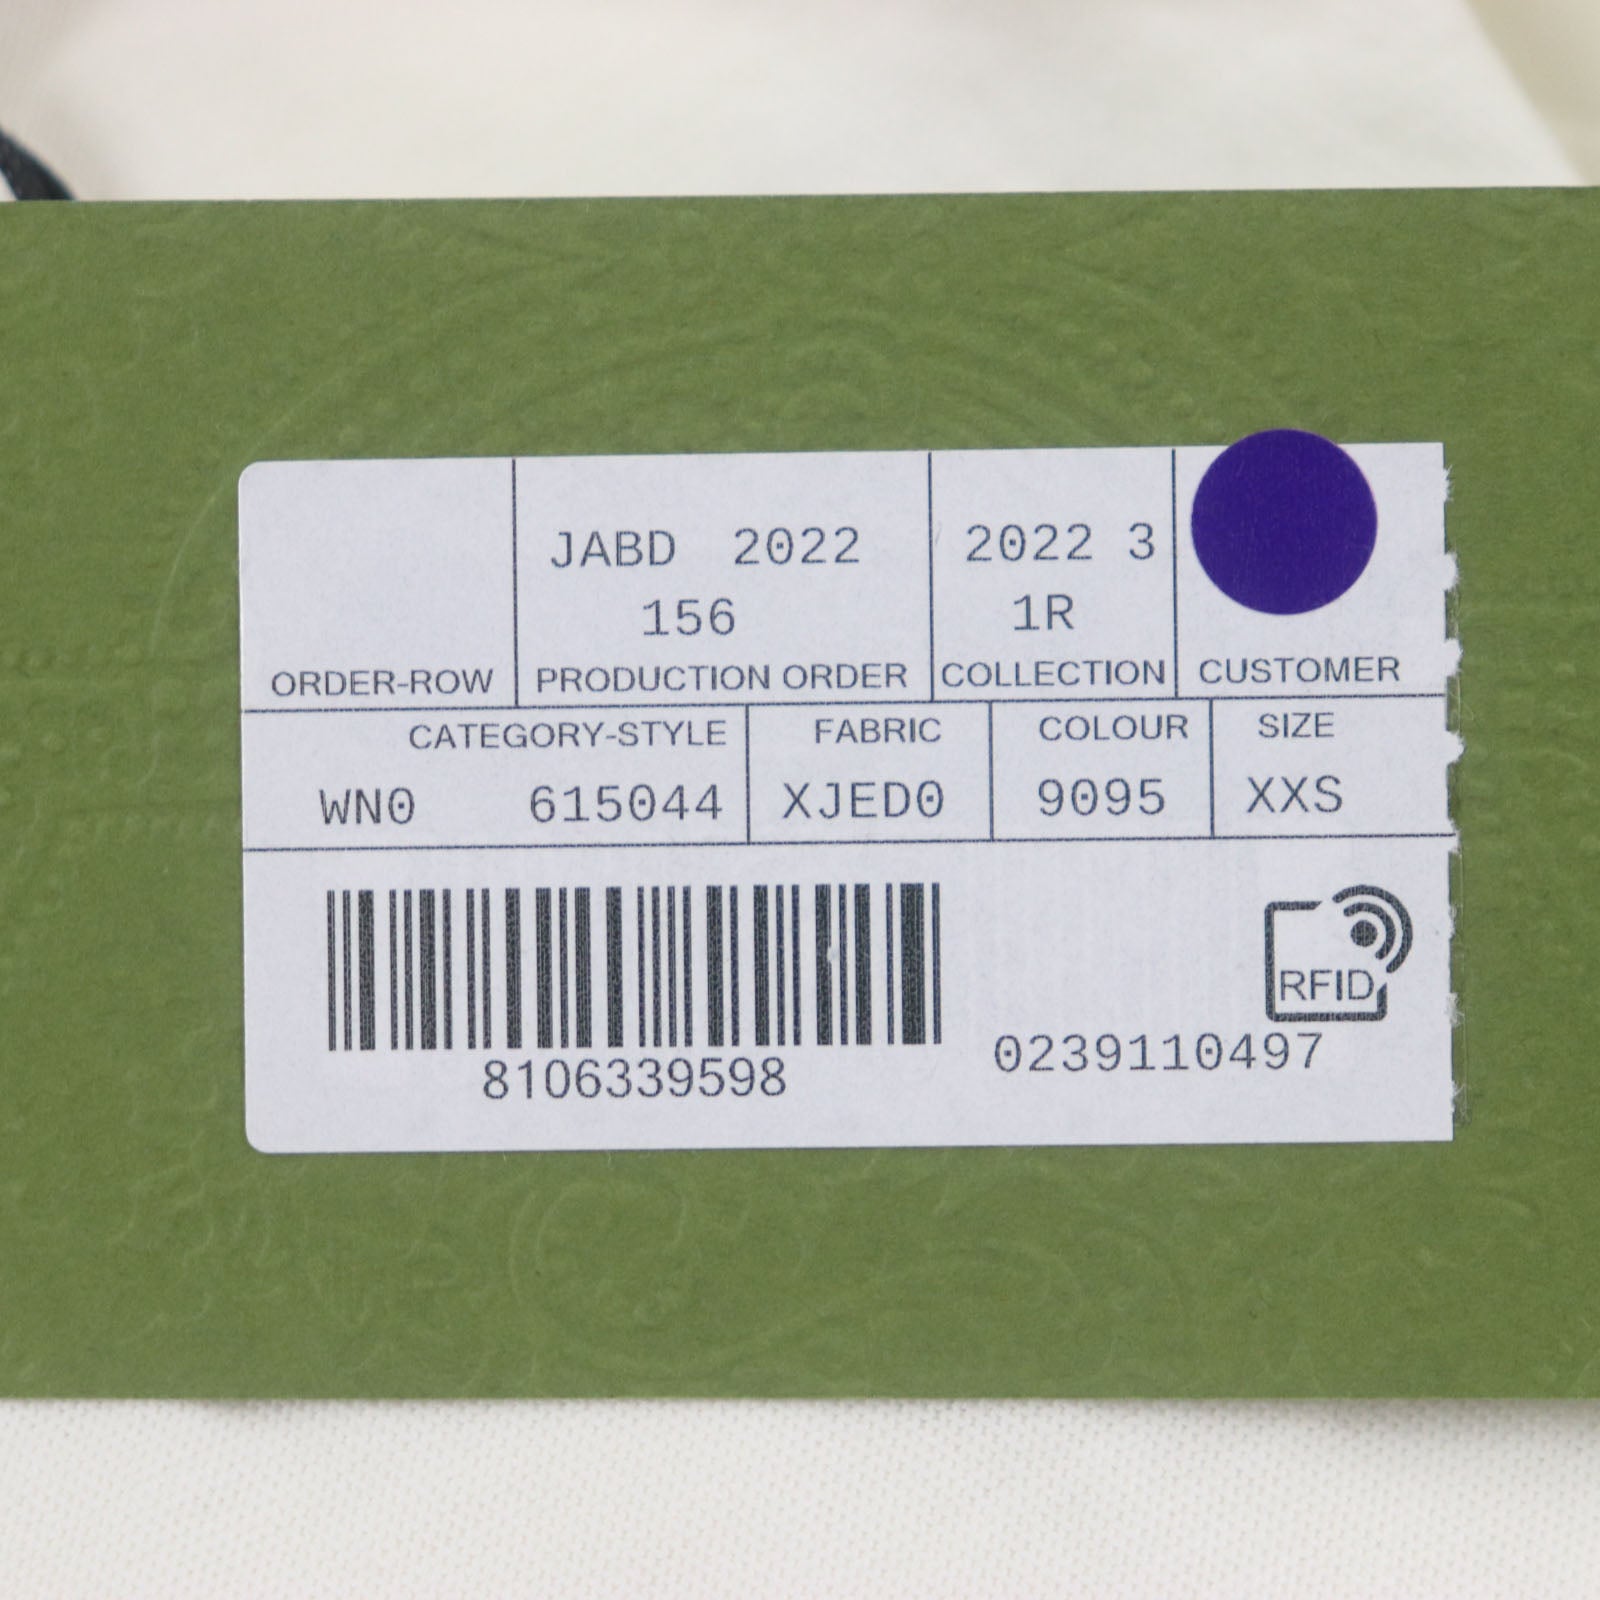 JABD 2022
156
2022 3
1R
ORDER-ROW
PRODUCTION ORDER
COLLECTION
CUSTOMER
CATEGORY-STYLE
FABRIC
COLOUR
SIZE
WN0 615044
XJED0
9095
XXS
RFID
8106339598
0239110497